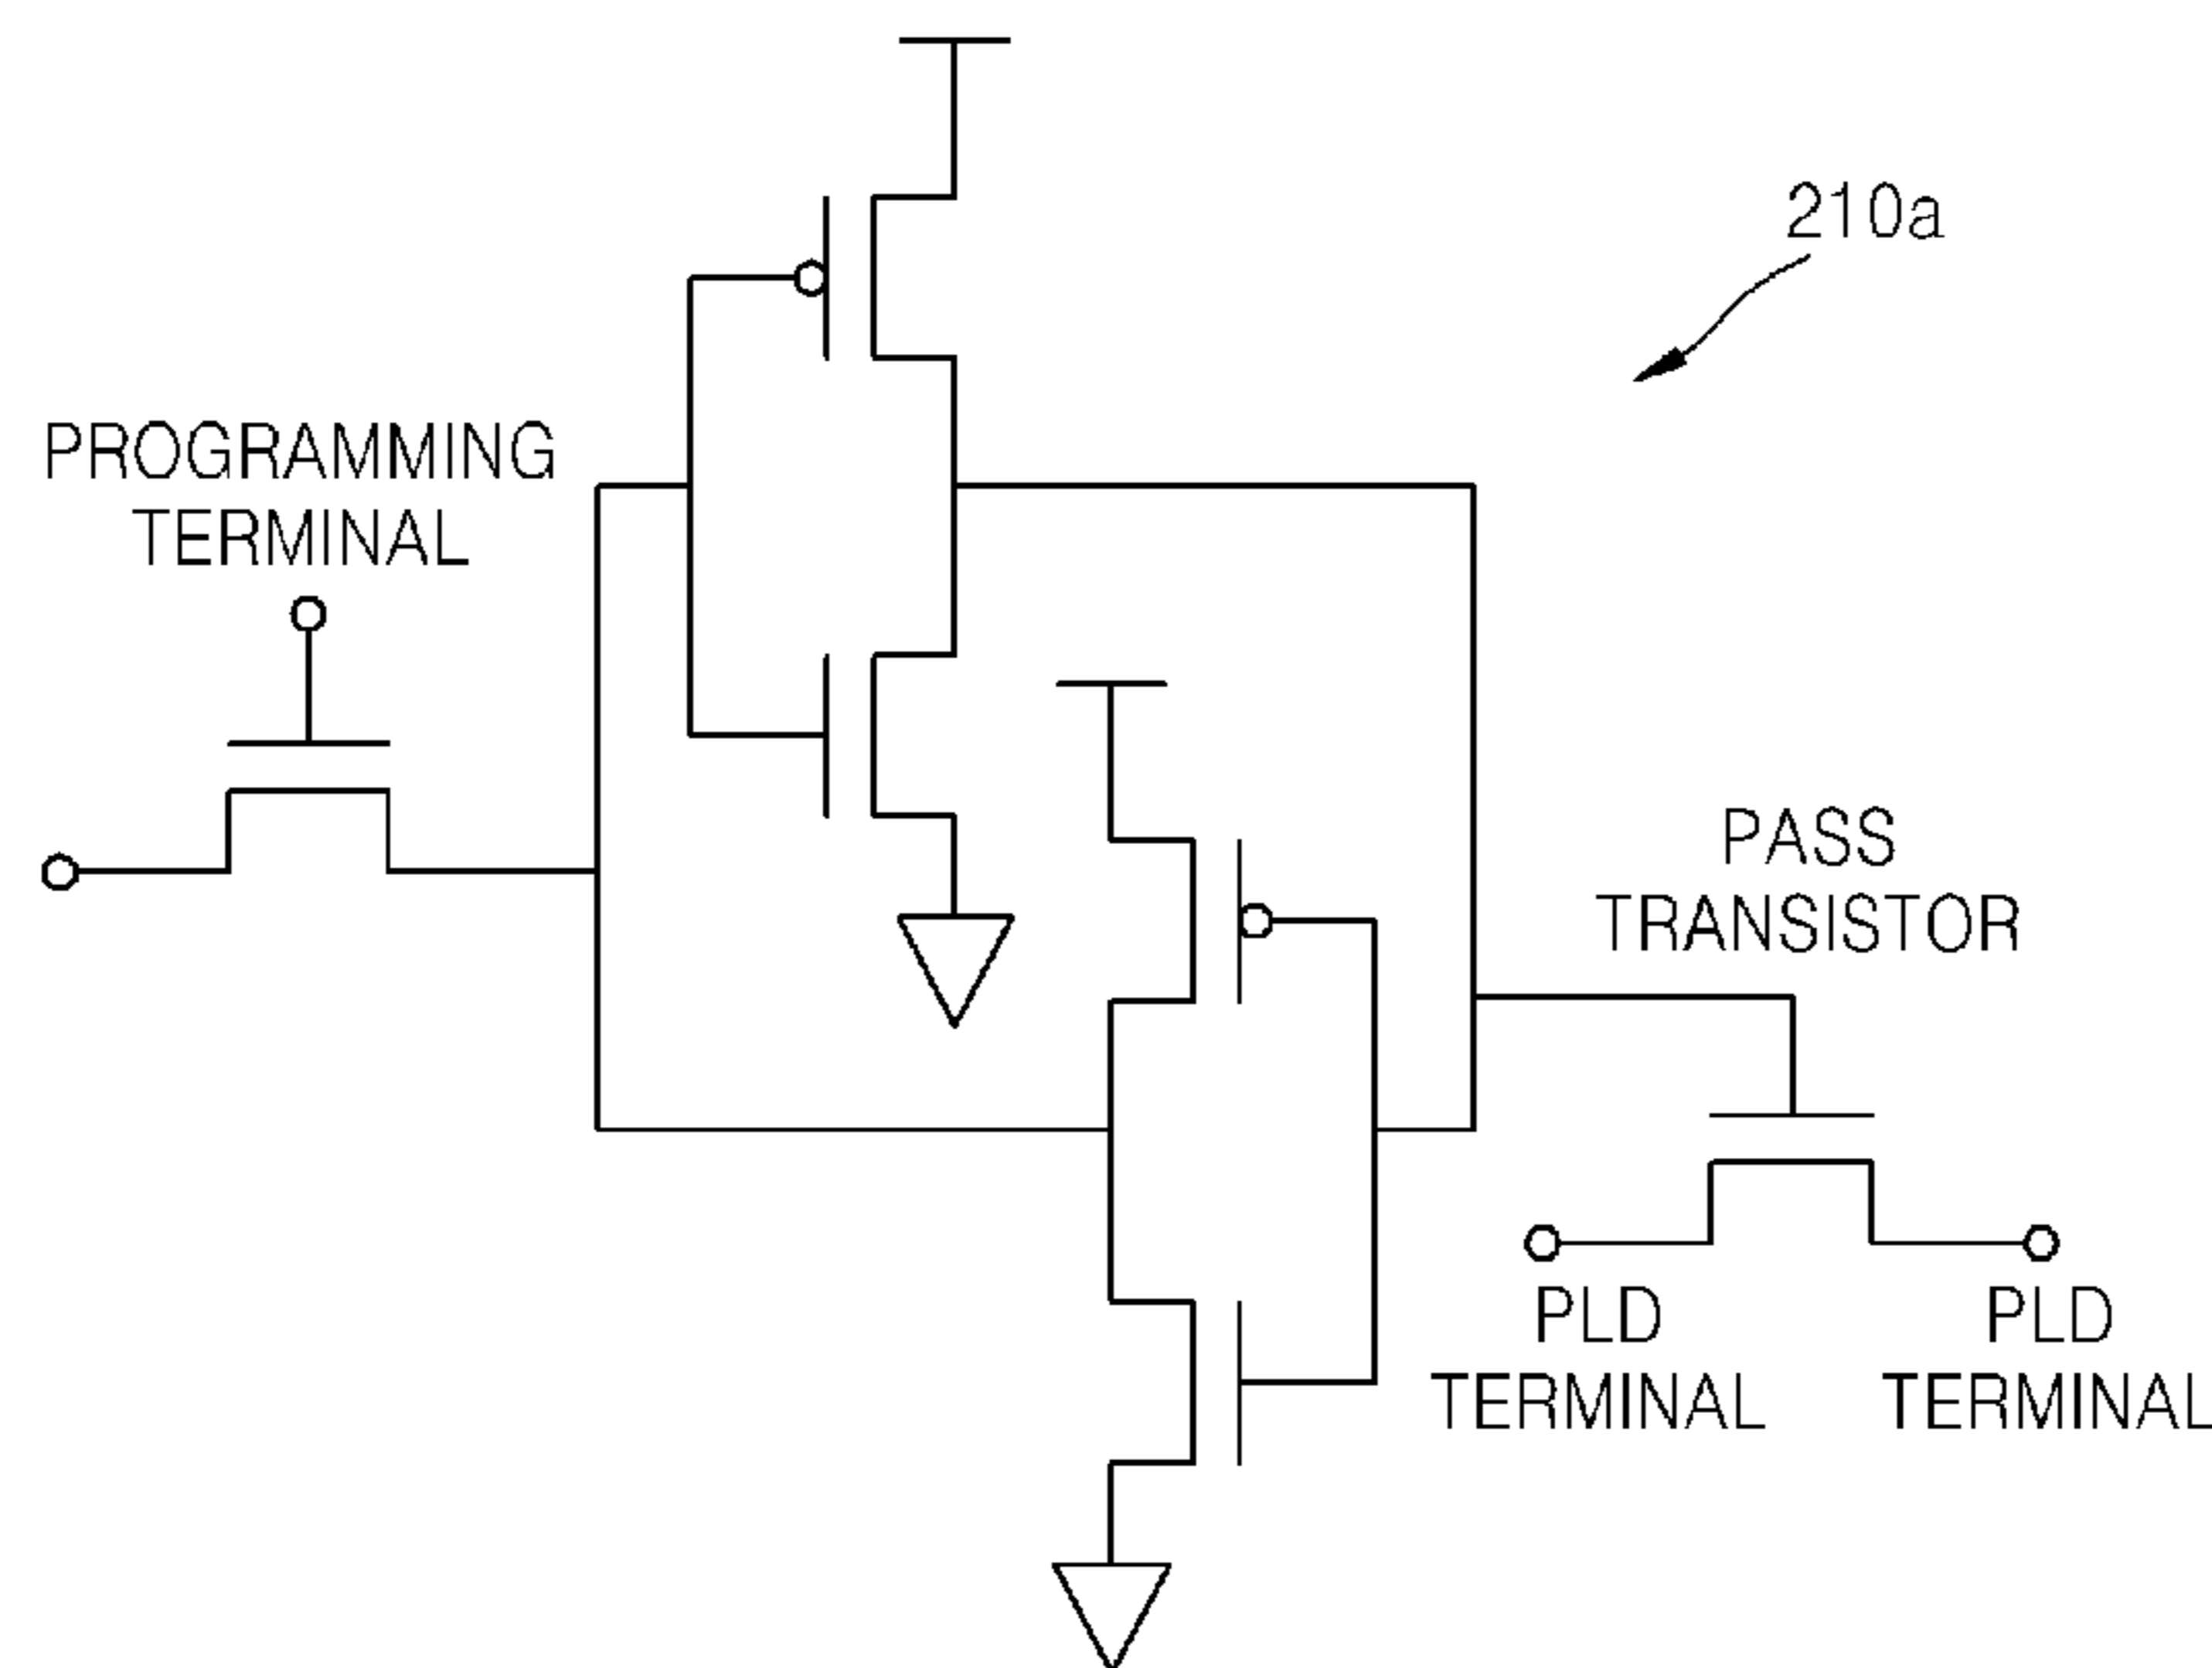 210a
PROGRAMMING
TERMINAL
PASS
TRANSISTOR
PLD
TERMINAL
PLD
TERMINAL